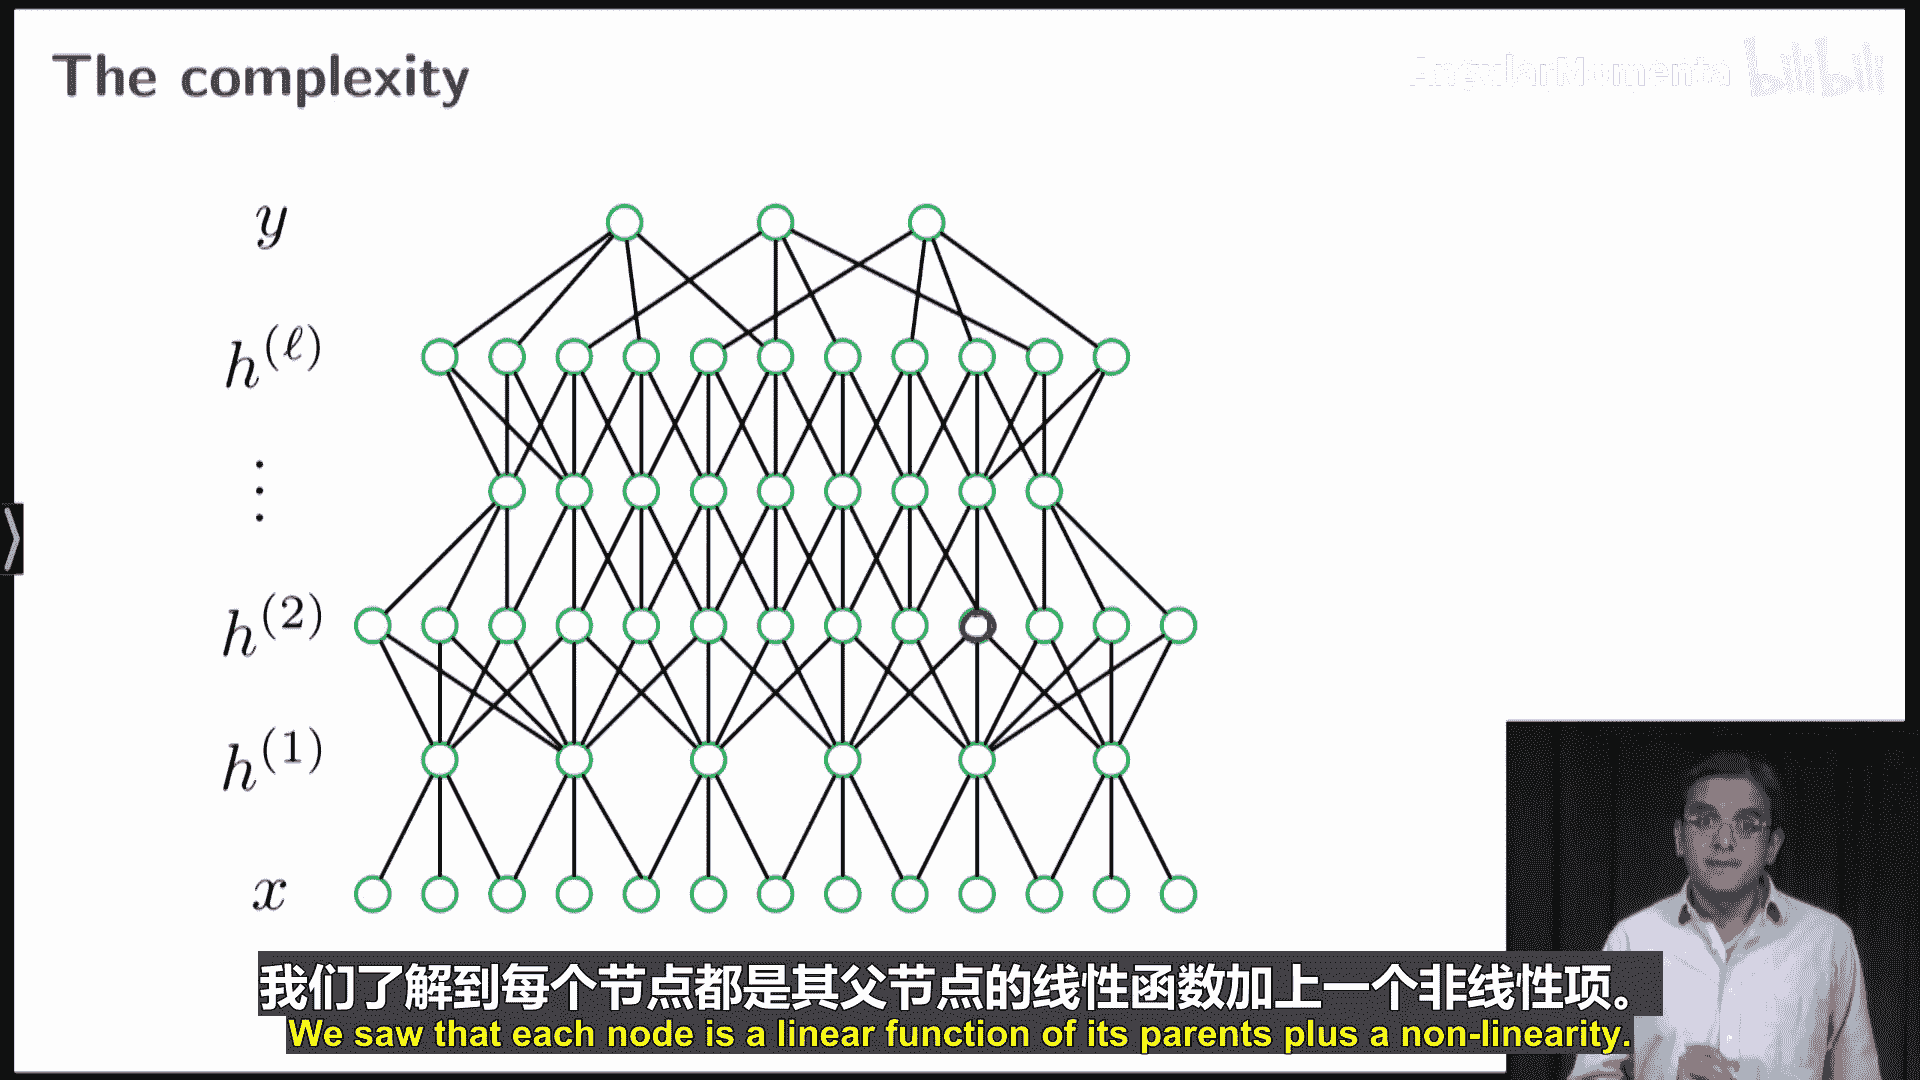 The complexity
AngularMomenta bilibili
y
h^{(ℓ)}
⋮
h^{(2)}
h^{(1)}
x
我们了解到每个节点都是其父节点的线性函数加上一个非线性项。
We saw that each node is a linear function of its parents plus a non-linearity.